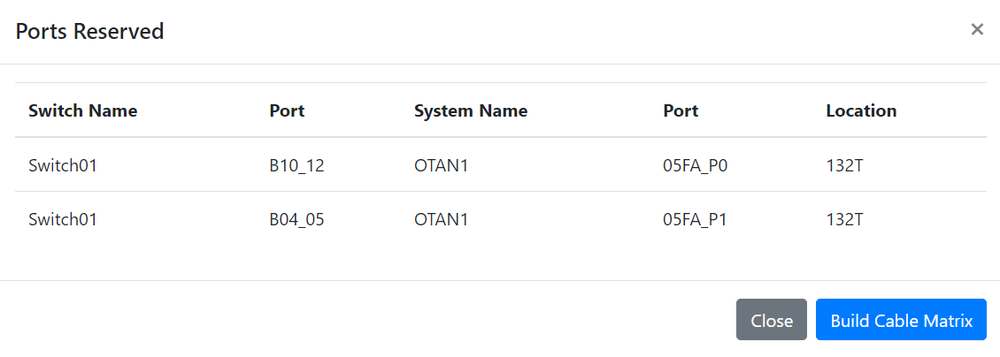 Ports Reserved ×
Switch Name Port System Name Port Location
Switch01 B10_12 OTAN1 05FA_P0 132T
Switch01 B04_05 OTAN1 05FA_P1 132T
Close Build Cable Matrix